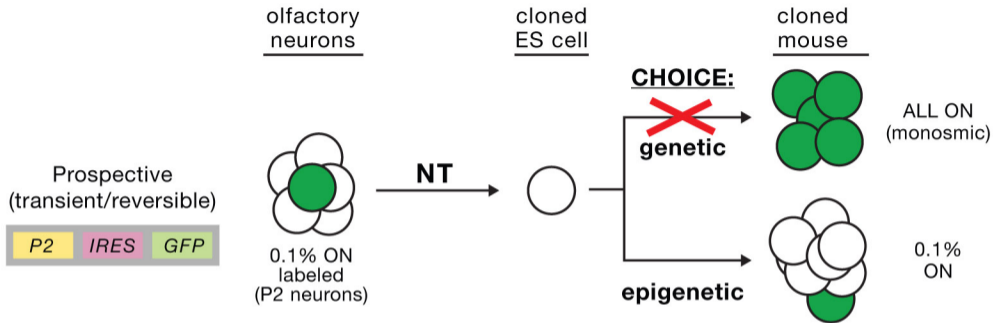 olfactory
neurons
cloned
ES cell
cloned
mouse
CHOICE:
genetic
ALL ON
(monosmic)
Prospective
(transient/reversible)
P2 IRES GFP
NT
0.1% ON
labeled
(P2 neurons)
epigenetic
0.1%
ON